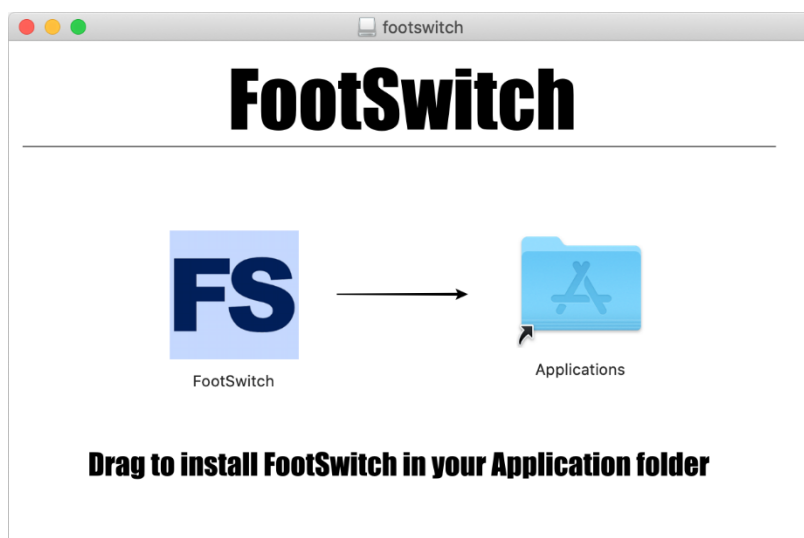 footswitch
FootSwitch
FS
FootSwitch
Applications
Drag to install FootSwitch in your Application folder